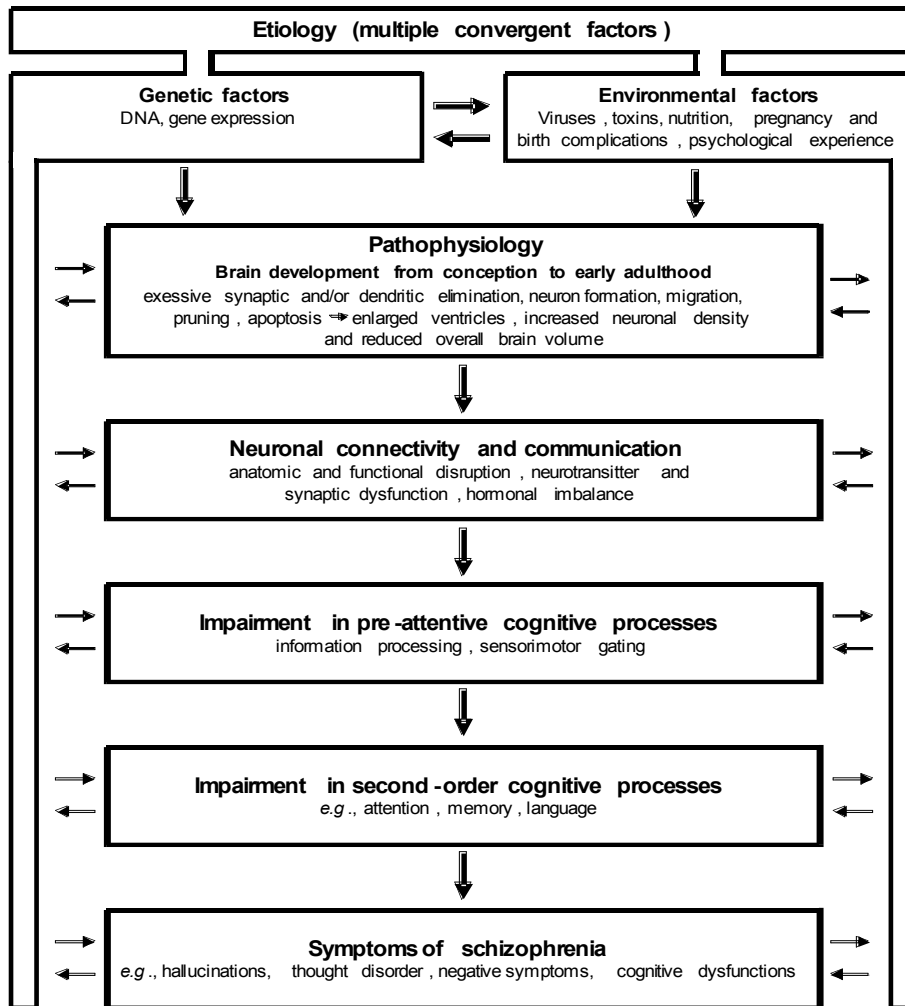 Etiology (multiple convergent factors )
Genetic factors
DNA, gene expression
Environmental factors
Viruses , toxins, nutrition, pregnancy and
birth complications , psychological experience
Pathophysiology
Brain development from conception to early adulthood
exessive synaptic and/or dendritic elimination, neuron formation, migration,
pruning , apoptosis → enlarged ventricles , increased neuronal density
and reduced overall brain volume
Neuronal connectivity and communication
anatomic and functional disruption , neurotransitter and
synaptic dysfunction , hormonal imbalance
Impairment in pre -attentive cognitive processes
information processing , sensorimotor gating
Impairment in second -order cognitive processes
e.g ., attention , memory , language
Symptoms of schizophrenia
e.g ., hallucinations, thought disorder , negative symptoms, cognitive dysfunctions